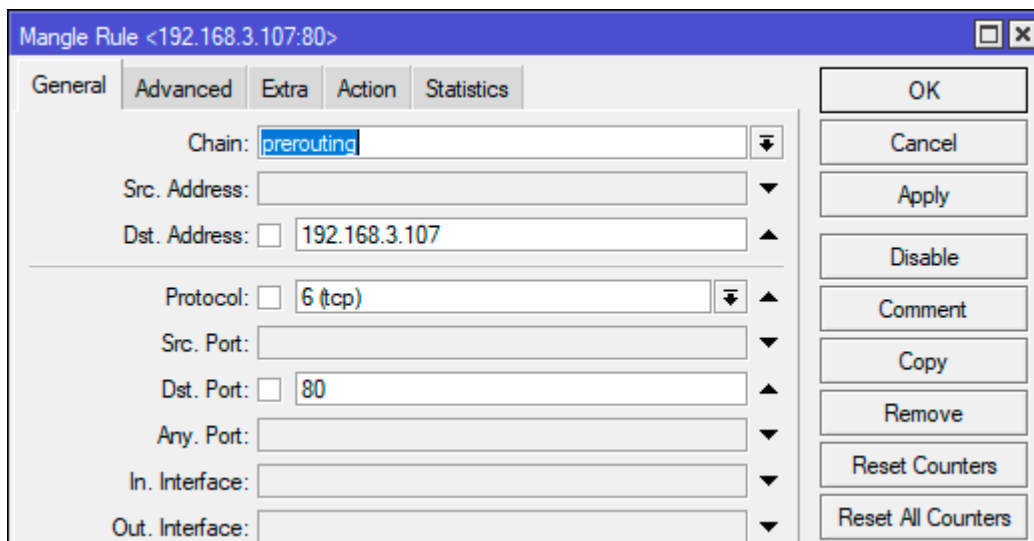 Mangle Rule <192.168.3.107:80>
General Advanced Extra Action Statistics
OK
Chain: prerouting
Cancel
Src. Address:
Apply
Dst. Address: 192.168.3.107
Disable
Protocol: 6 (tcp)
Comment
Src. Port:
Copy
Dst. Port: 80
Remove
Any. Port:
Reset Counters
In. Interface:
Reset All Counters
Out. Interface: